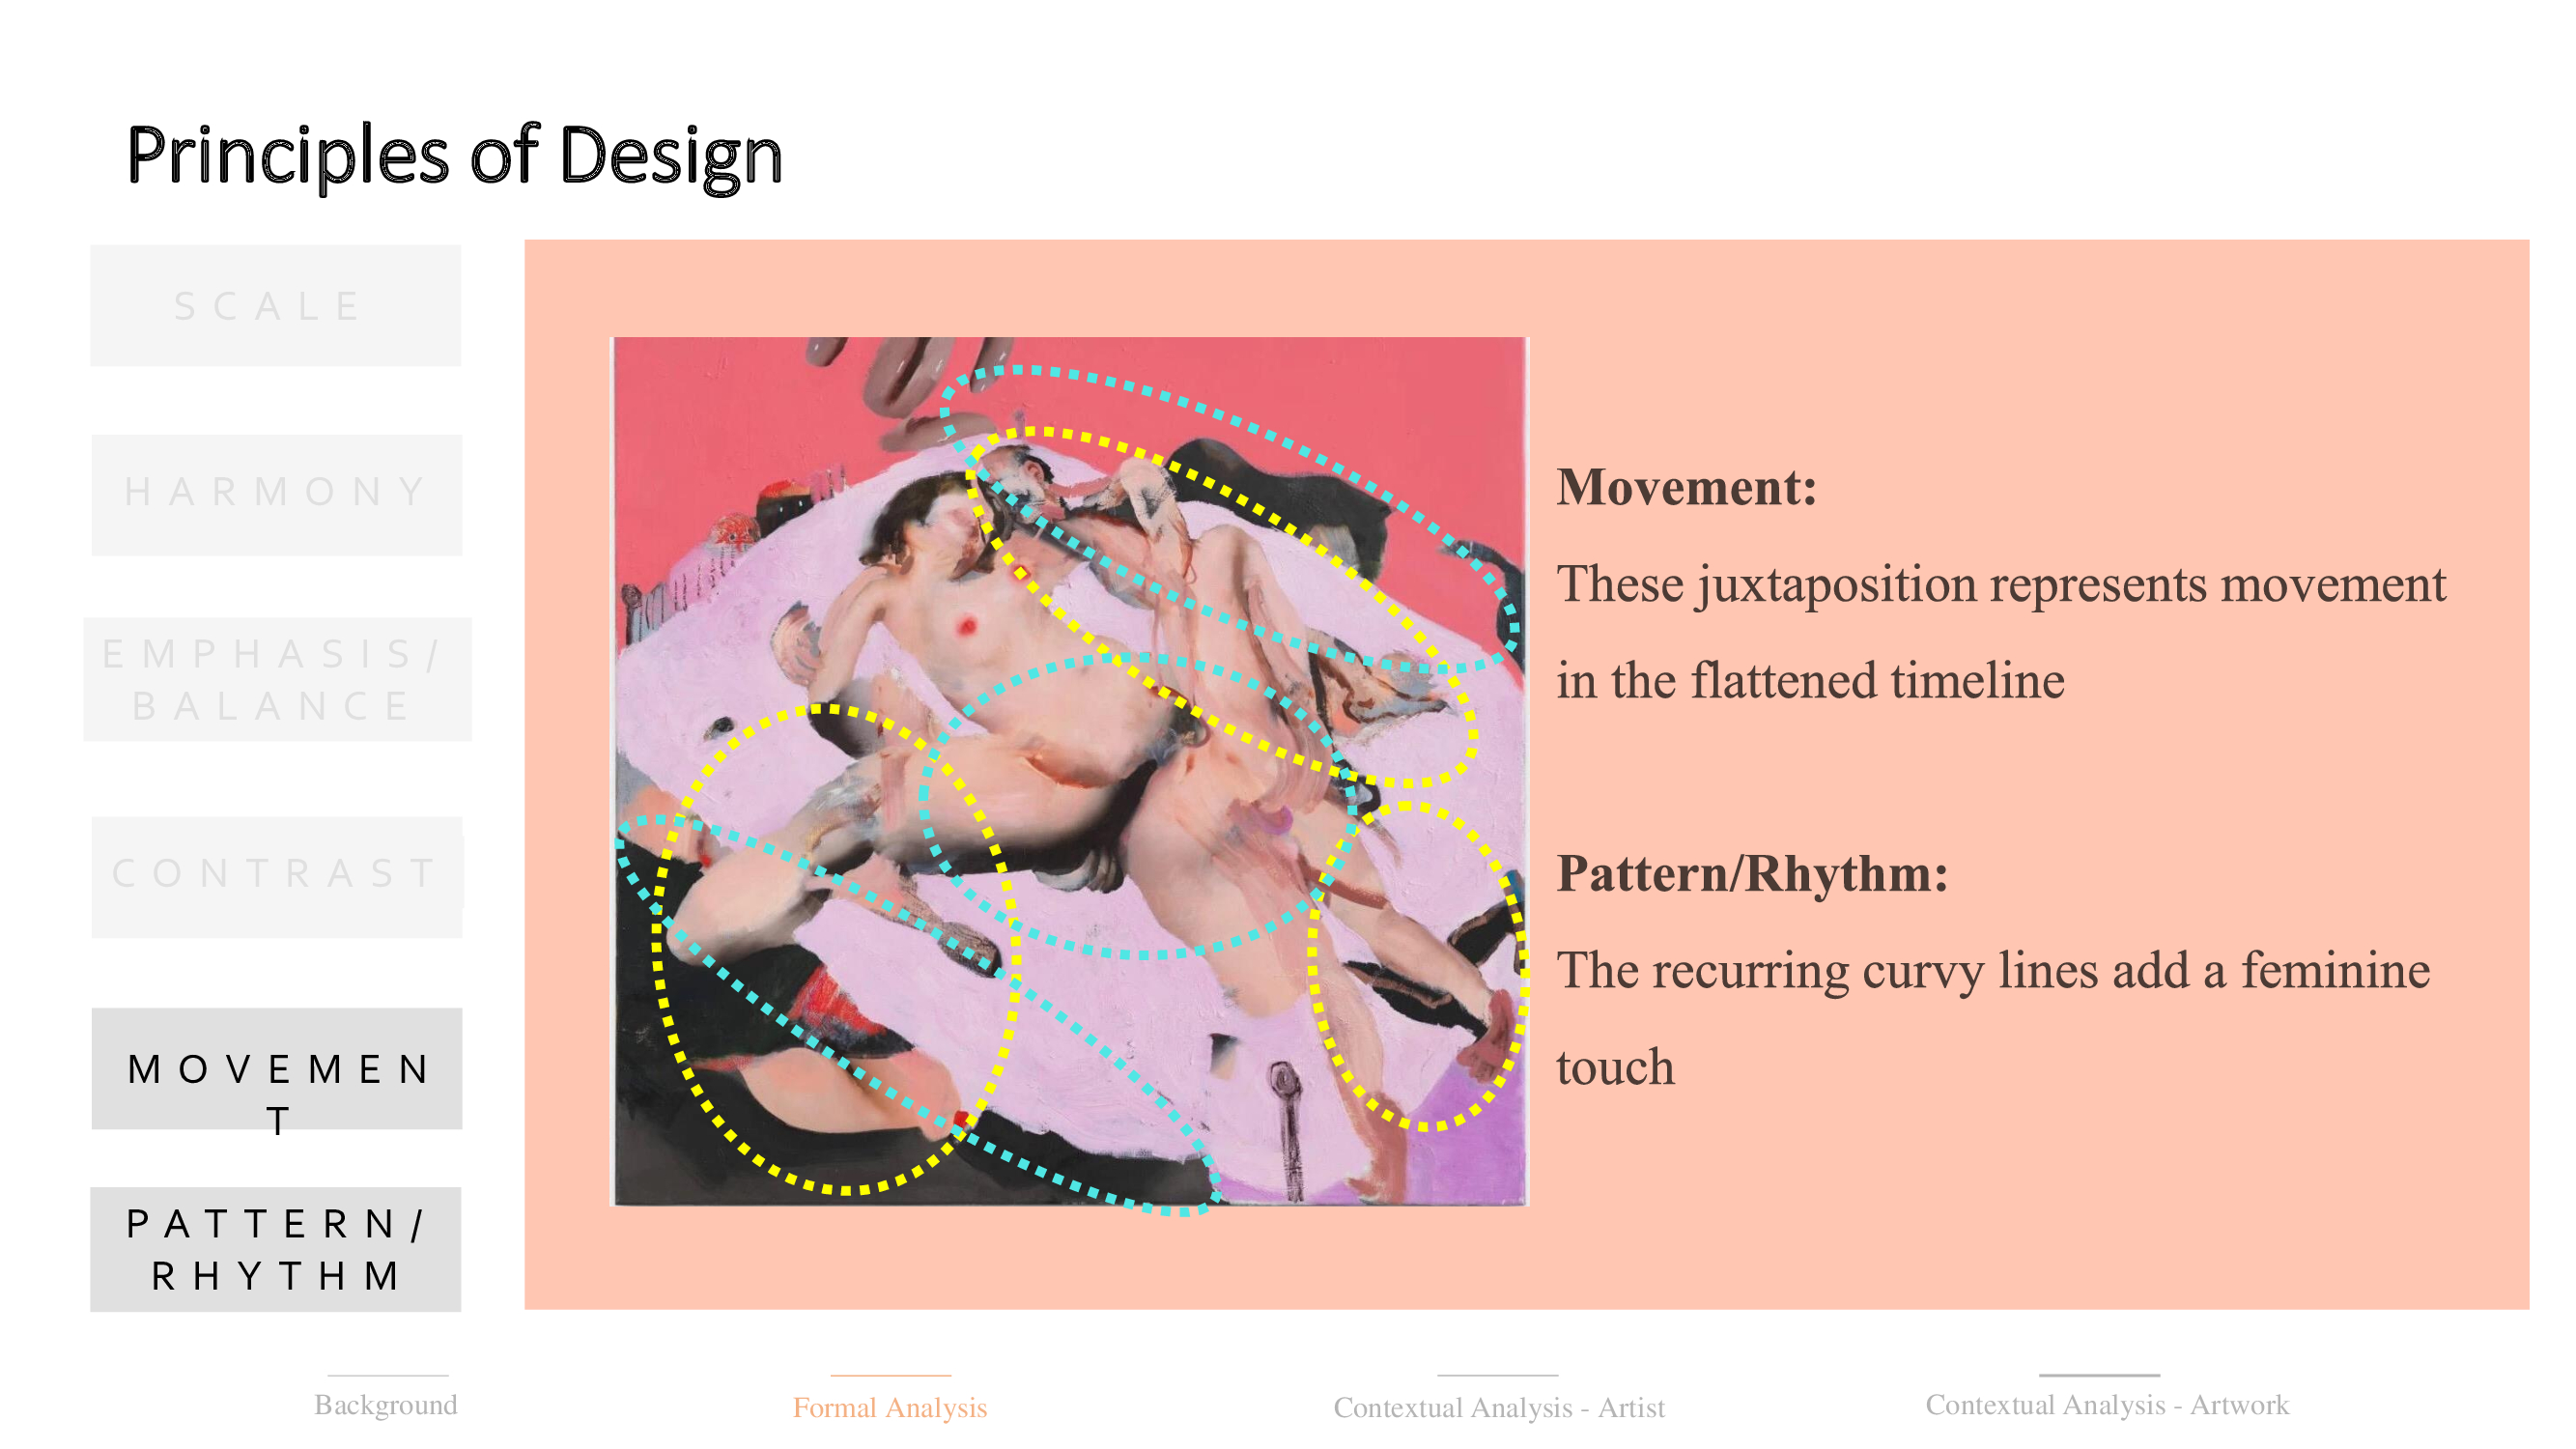 Principles of Design
SCALE
HARMONY
EMPHASIS/
BALANCE
CONTRAST
MOVEMEN
T
PATTERN/
RHYTHM
Movement:
These juxtaposition represents movement
in the flattened timeline
Pattern/Rhythm:
The recurring curvy lines add a feminine
touch
Background
Formal Analysis
Contextual Analysis - Artist
Contextual Analysis - Artwork